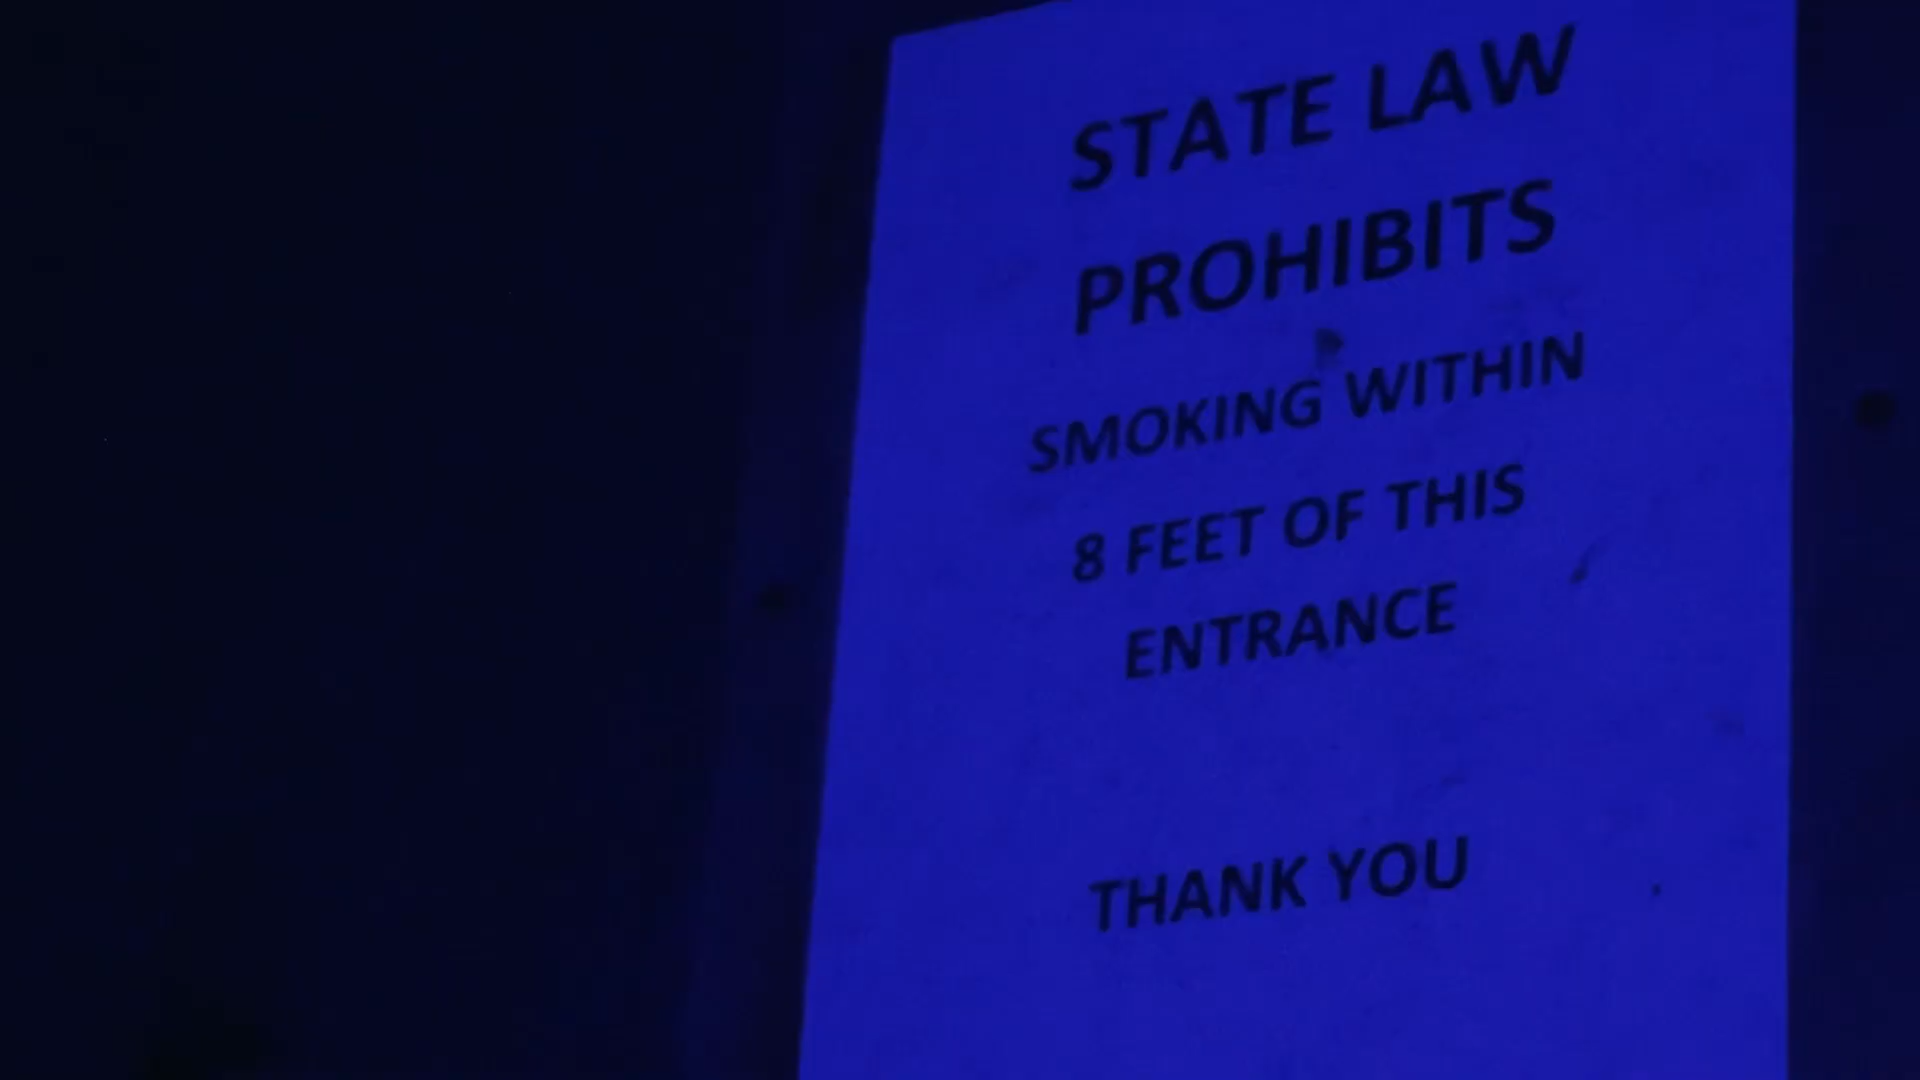 STATE LAW
PROHIBITS
SMOKING WITHIN
8 FEET OF THIS
ENTRANCE
THANK YOU